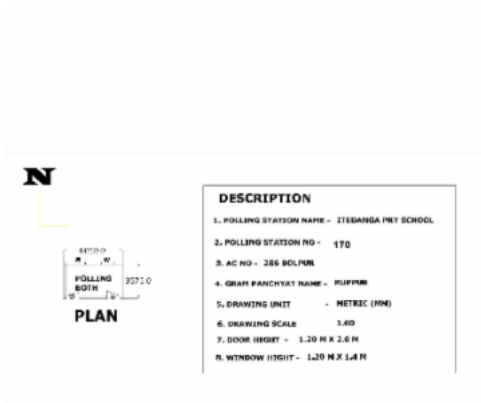 N
W W
POLLING
BOTH
PLAN
DESCRIPTION
1. POLLING STATION NAME - ITEDANGA PRY SCHOOL
2. POLLING STATION NO - 170
3. AC NO - 286 BOLPUR
4. GRAM PANCHYAT NAME - RUPPUR
5. DRAWING UNIT - METRIC (MM)
6. DRAWING SCALE
7. DOOR HIGHT - 1.20 M X 2.0 M
8. WINDOW HIGHT - 1.20 M X 1.4 M